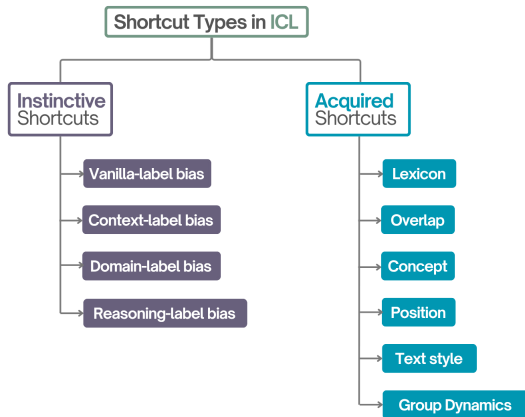 Shortcut Types in ICL
Instinctive
Shortcuts
Vanilla-label bias
Context-label bias
Domain-label bias
Reasoning-label bias
Acquired
Shortcuts
Lexicon
Overlap
Concept
Position
Text style
Group Dynamics